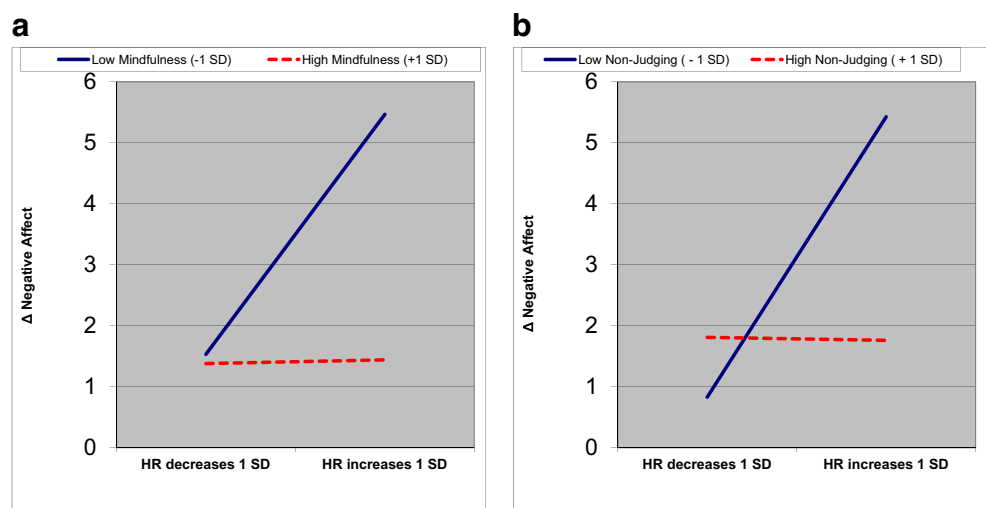 a
Low Mindfulness (-1 SD) High Mindfulness (+1 SD)
6
5
4
3
2
1
0
Δ Negative Affect
HR decreases 1 SD HR increases 1 SD
b
Low Non-Judging ( - 1 SD) High Non-Judging ( + 1 SD)
6
5
4
3
2
1
0
Δ Negative Affect
HR decreases 1 SD HR increases 1 SD